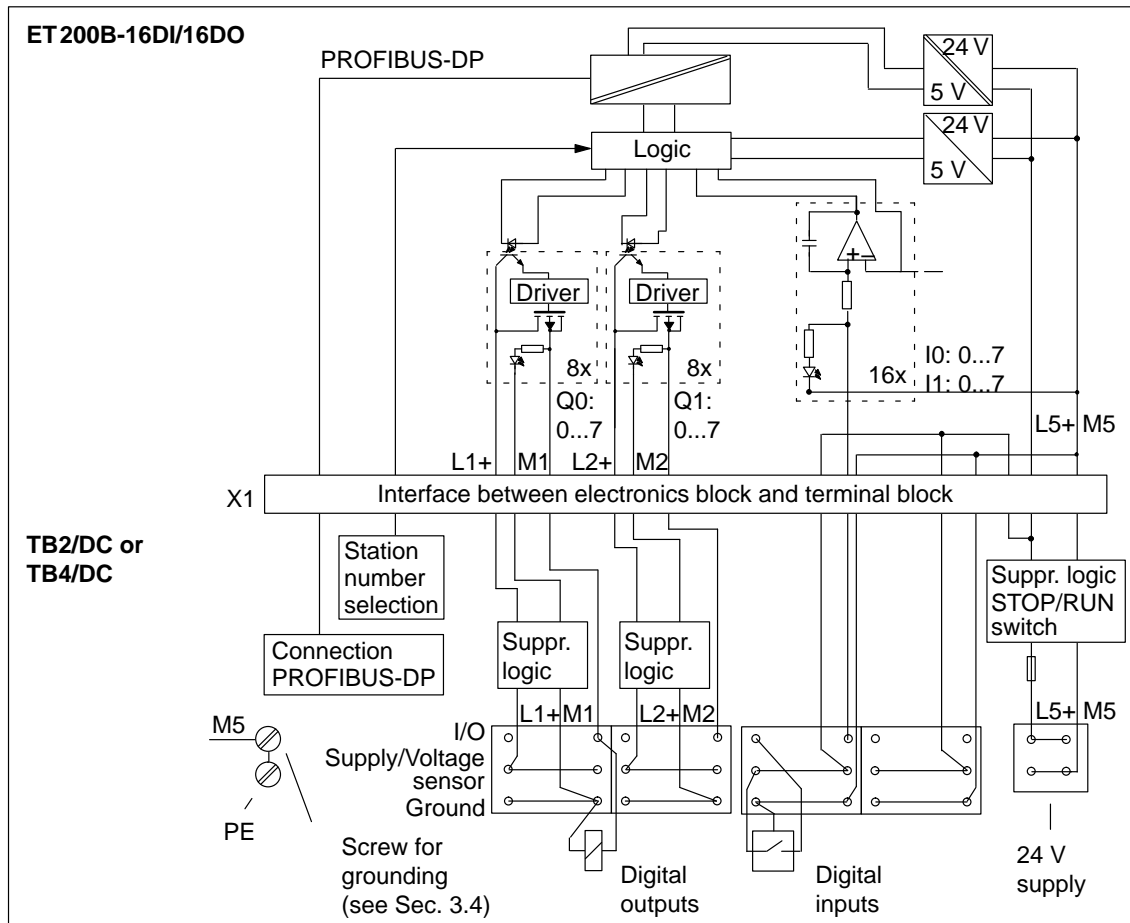 ET 200B-16DI/16DO
PROFIBUS-DP
24 V
5 V
24 V
5 V
Logic
Driver
Driver
8x
8x
16x
I0: 0...7
I1: 0...7
Q0:
0...7
Q1:
0...7
L1+ M1 L2+ M2
L5+ M5
X1
Interface between electronics block and terminal block
TB2/DC or
TB4/DC
Station
number
selection
Connection
PROFIBUS-DP
Suppr.
logic
Suppr.
logic
Suppr. logic
STOP/RUN
switch
L1+ M1
L2+ M2
L5+ M5
M5
PE
I/O
Supply/Voltage
sensor
Ground
Screw for
grounding
(see Sec. 3.4)
Digital
outputs
Digital
inputs
24 V
supply